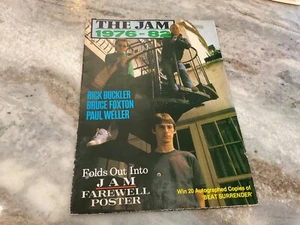 THE JAM
1976-82
RICK BUCKLER
BRUCE FOXTON
PAUL WELLER
Folds Out Into
JAM
FAREWELL
POSTER
Win 20 Autographed Copies of
'BEAT SURRENDER'